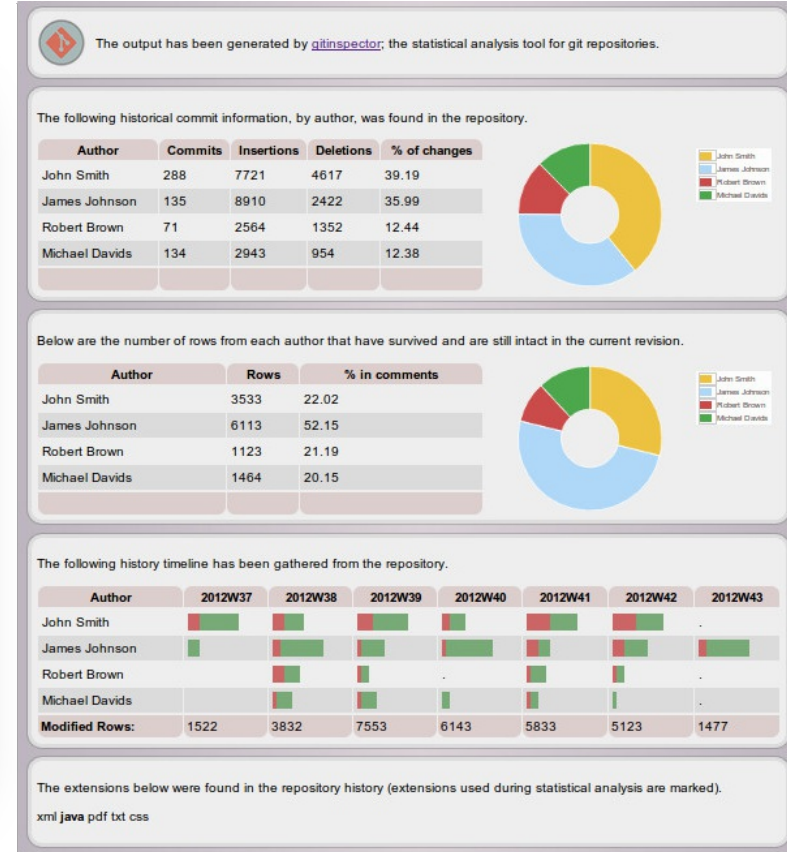 The output has been generated by gitinspector; the statistical analysis tool for git repositories.
The following historical commit information, by author, was found in the repository.
Author Commits Insertions Deletions % of changes
John Smith 288 7721 4617 39.19
James Johnson 135 8910 2422 35.99
Robert Brown 71 2564 1352 12.44
Michael Davids 134 2943 954 12.38
John Smith
James Johnson
Robert Brown
Michael Davids
Below are the number of rows from each author that have survived and are still intact in the current revision.
Author Rows % in comments
John Smith 3533 22.02
James Johnson 6113 52.15
Robert Brown 1123 21.19
Michael Davids 1464 20.15
John Smith
James Johnson
Robert Brown
Michael Davids
The following history timeline has been gathered from the repository.
Author 2012W37 2012W38 2012W39 2012W40 2012W41 2012W42 2012W43
John Smith .
James Johnson
Robert Brown . .
Michael Davids .
Modified Rows: 1522 3832 7553 6143 5833 5123 1477
The extensions below were found in the repository history (extensions used during statistical analysis are marked).
xml java pdf txt css